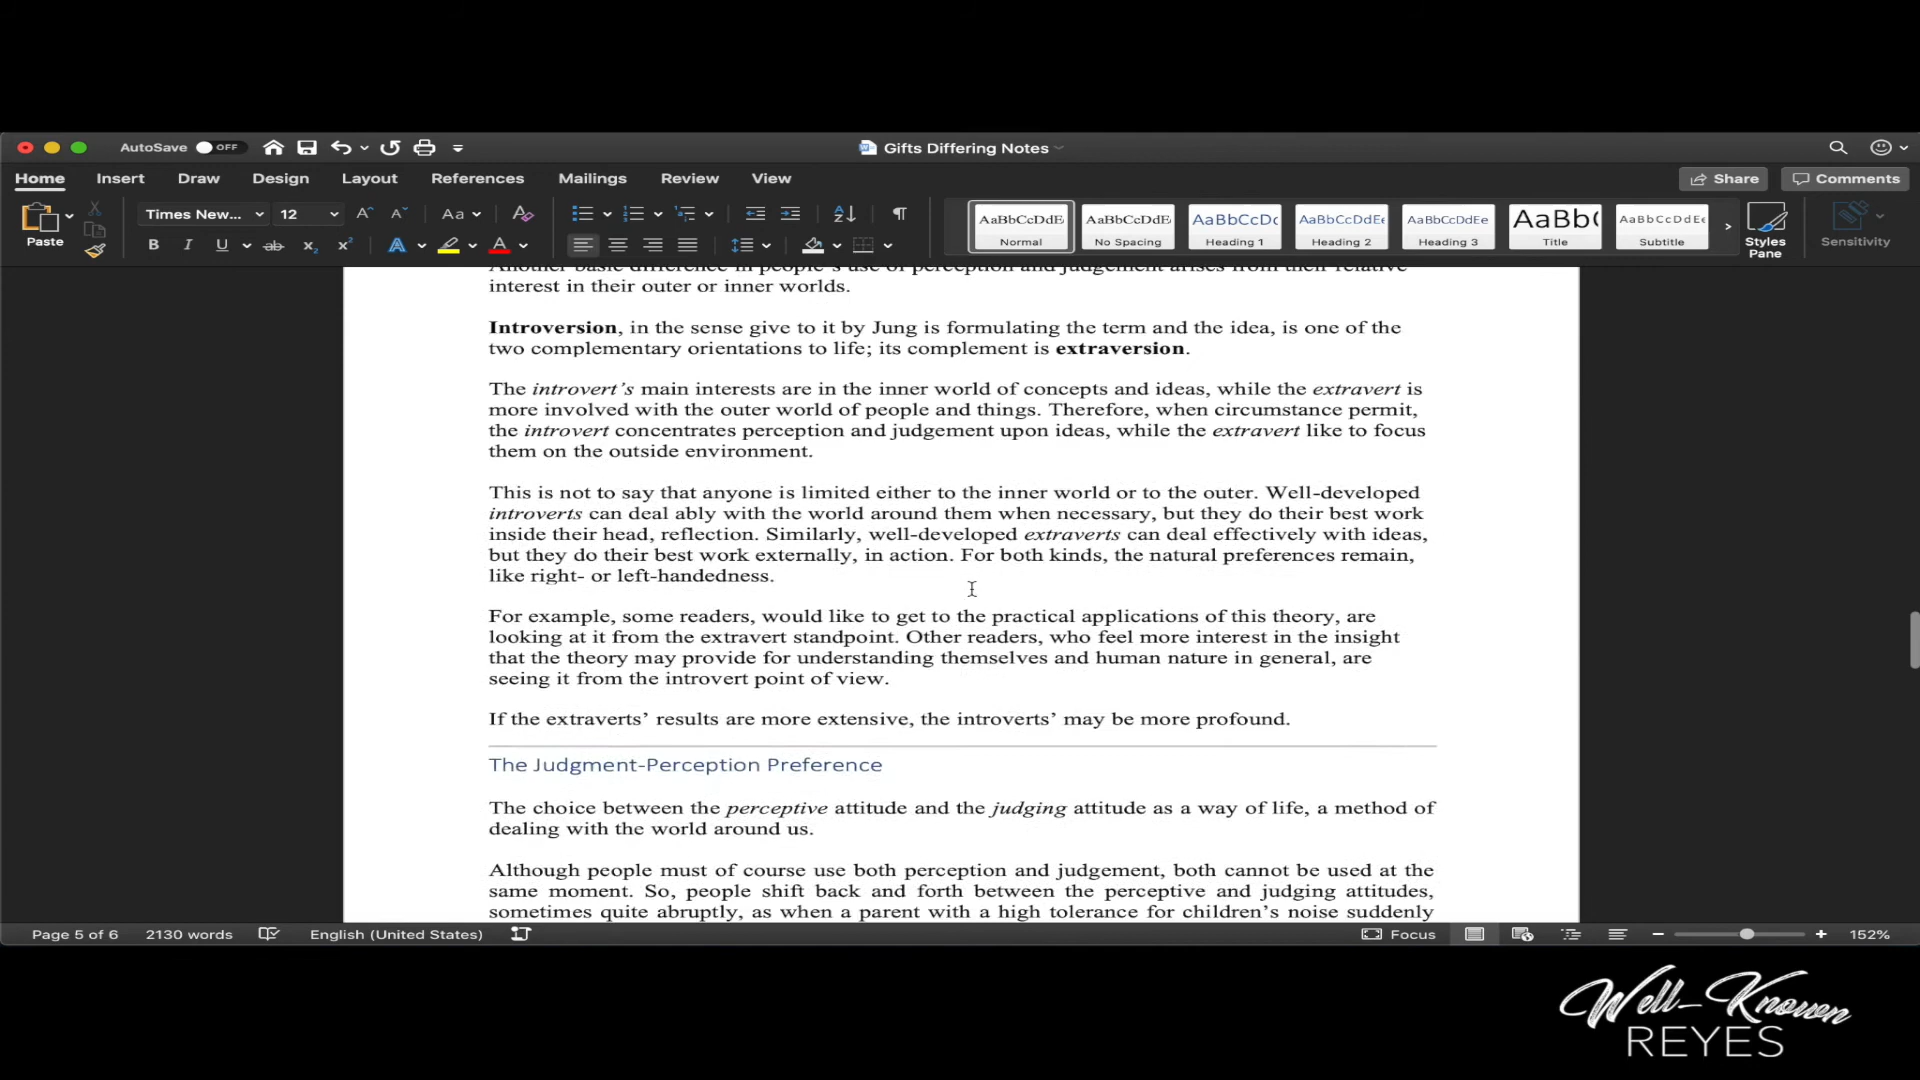 AutoSave OFF
Gifts Differing Notes
Home Insert Draw Design Layout References Mailings Review View
Share Comments
Paste
Times New... 12
Aa
AaBbCcDdE AaBbCcDdE AaBbCcDc AaBbCcDdEe AaBbCcDdEe AaBb( AaBbCcDdEe
Normal No Spacing Heading 1 Heading 2 Heading 3 Title Subtitle
Styles Pane
Sensitivity
Another basic difference in people's use of perception and judgement arises from their relative
interest in their outer or inner worlds.
Introversion, in the sense give to it by Jung is formulating the term and the idea, is one of the
two complementary orientations to life; its complement is extraversion.
The introvert's main interests are in the inner world of concepts and ideas, while the extravert is
more involved with the outer world of people and things. Therefore, when circumstance permit,
the introvert concentrates perception and judgement upon ideas, while the extravert like to focus
them on the outside environment.
This is not to say that anyone is limited either to the inner world or to the outer. Well-developed
introverts can deal ably with the world around them when necessary, but they do their best work
inside their head, reflection. Similarly, well-developed extraverts can deal effectively with ideas,
but they do their best work externally, in action. For both kinds, the natural preferences remain,
like right- or left-handedness.
For example, some readers, would like to get to the practical applications of this theory, are
looking at it from the extravert standpoint. Other readers, who feel more interest in the insight
that the theory may provide for understanding themselves and human nature in general, are
seeing it from the introvert point of view.
If the extraverts' results are more extensive, the introverts' may be more profound.
The Judgment-Perception Preference
The choice between the perceptive attitude and the judging attitude as a way of life, a method of
dealing with the world around us.
Although people must of course use both perception and judgement, both cannot be used at the
same moment. So, people shift back and forth between the perceptive and judging attitudes,
sometimes quite abruptly, as when a parent with a high tolerance for children's noise suddenly
Page 5 of 6 2130 words English (United States) Focus 152%
Well-Known
REYES